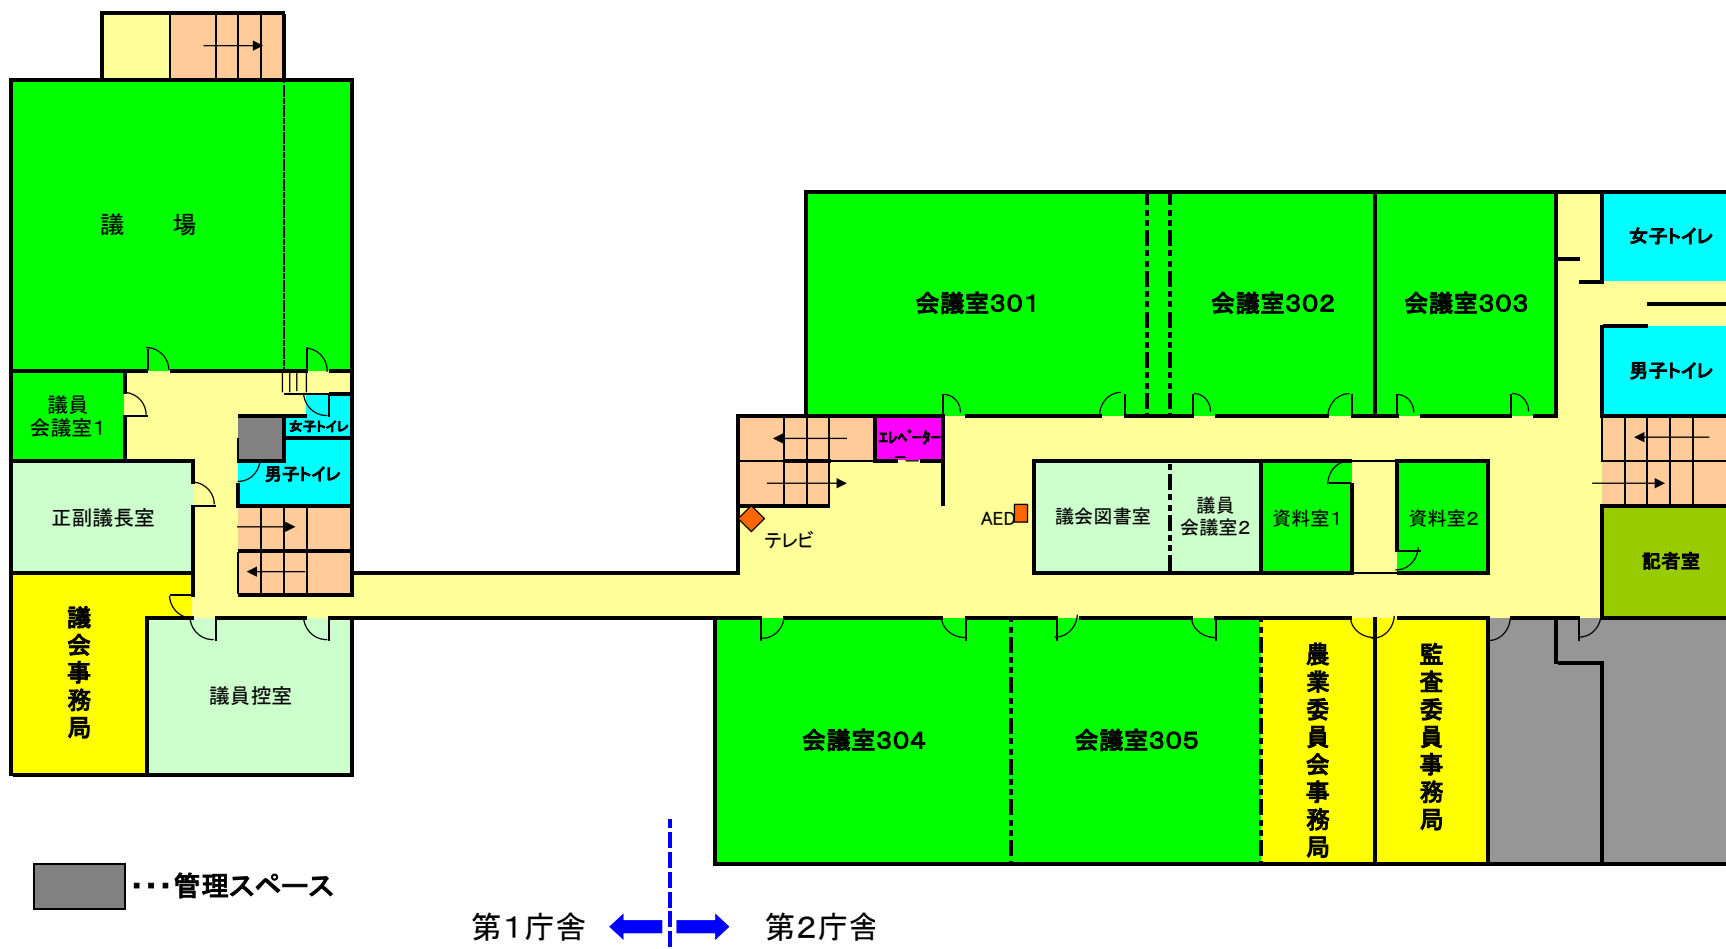 議　場
女子トイレ
会議室301
会議室302
会議室303
男子トイレ
議員
会議室1
女子トイレ
エレベーター
男子トイレ
正副議長室
テレビ
AED
議会図書室
議員
会議室2
資料室1
資料室2
記者室
議会事務局
議員控室
会議室304
会議室305
農業委員会事務局
監査委員事務局
･･･管理スペース
第1庁舎
第2庁舎